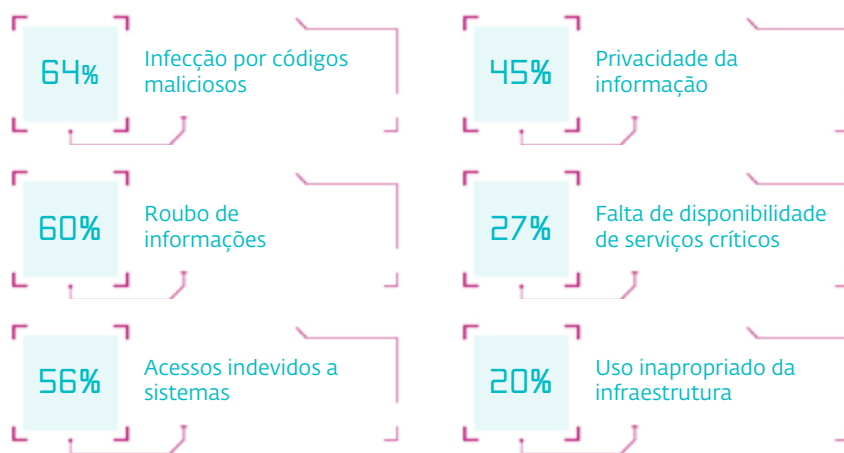 64%
Infecção por códigos
maliciosos
45%
Privacidade da
informação
60%
Roubo de
informações
27%
Falta de disponibilidade
de serviços críticos
56%
Acessos indevidos a
sistemas
20%
Uso inapropriado da
infraestrutura